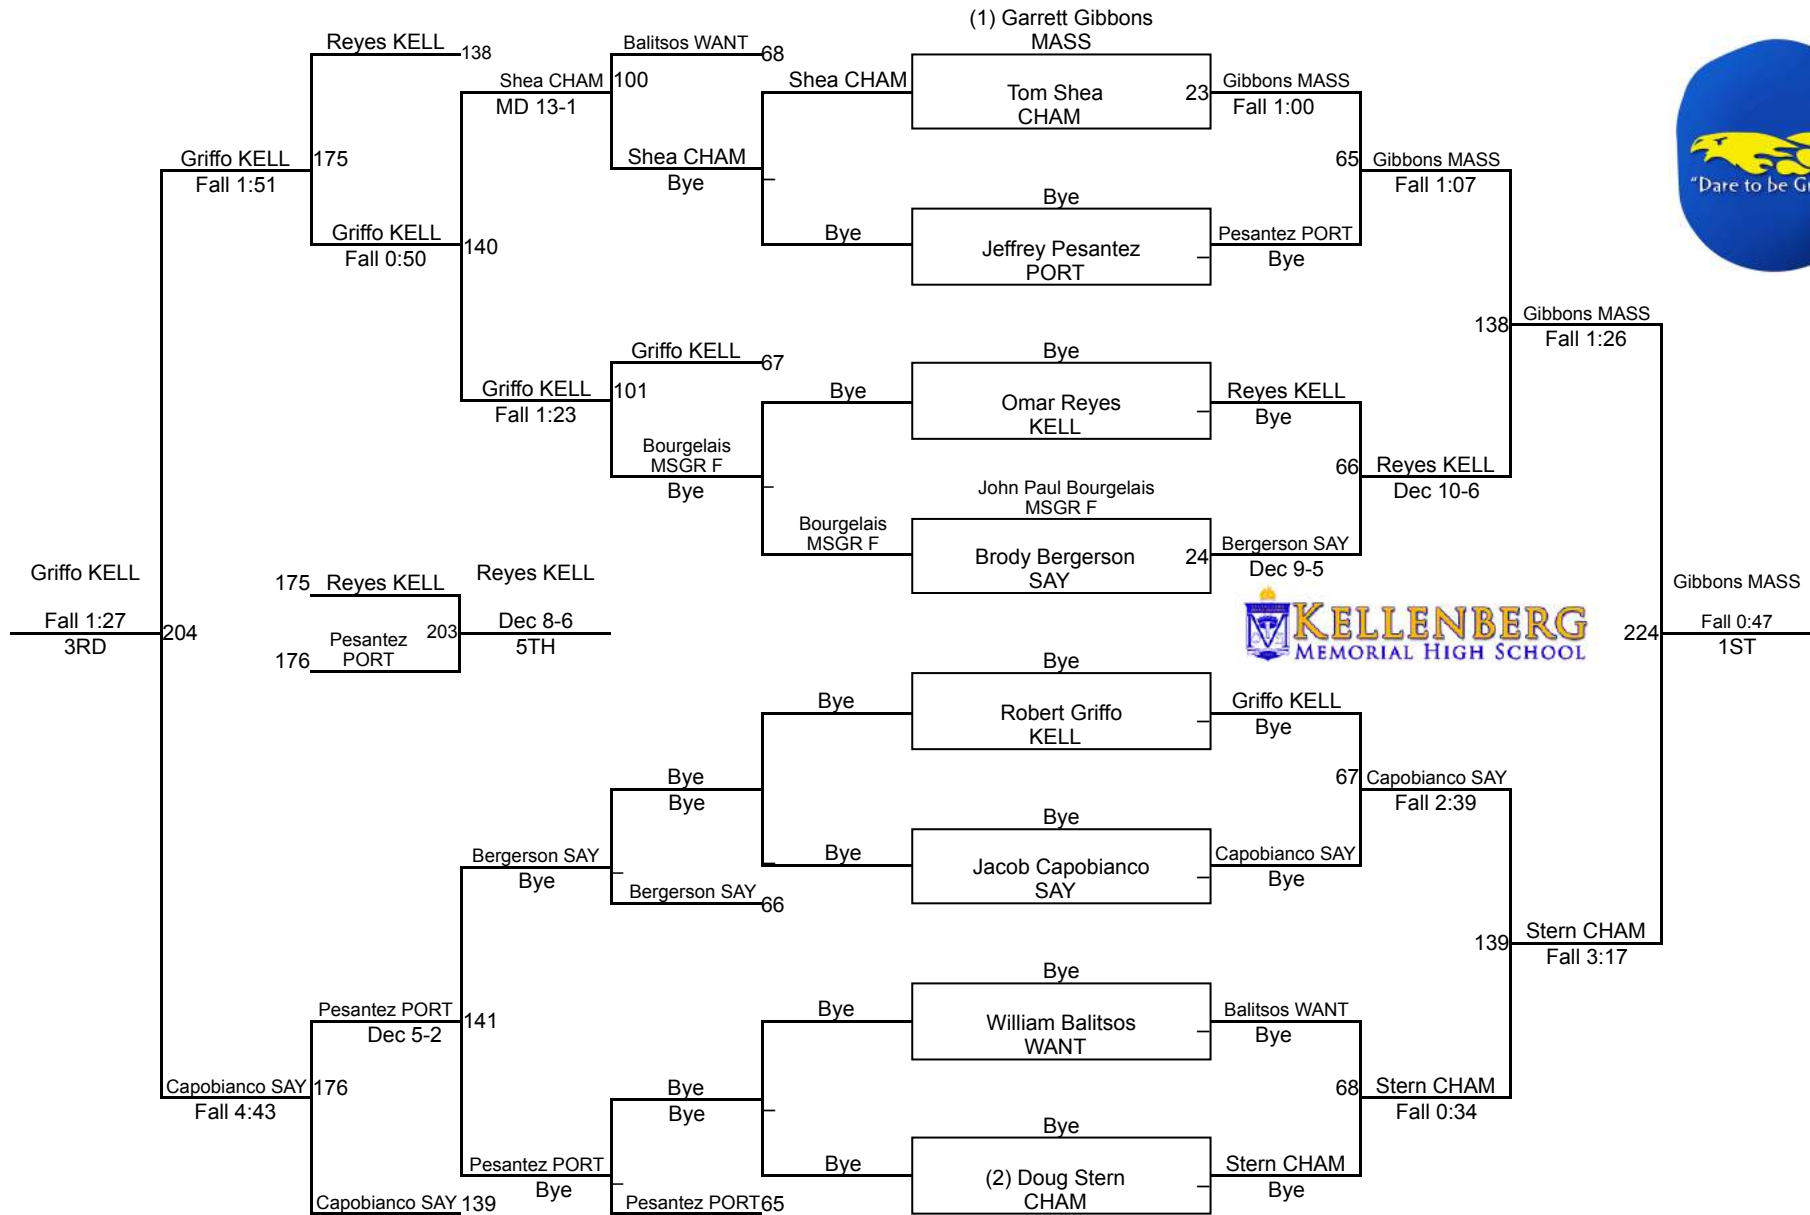 (1) Garrett Gibbons
MASS
Reyes KELL 138
Balitsos WANT 68
Shea CHAM 100
MD 13-1
Shea CHAM
Tom Shea 23
CHAM
Gibbons MASS
Fall 1:00
Griffo KELL 175
Fall 1:51
Shea CHAM
Bye
65 Gibbons MASS
Fall 1:07
"Dare to be G
Griffo KELL 140
Fall 0:50
Bye
Bye
Jeffrey Pesantez
PORT
Pesantez PORT
Bye
138 Gibbons MASS
Fall 1:26
Griffo KELL 67
Bye
Griffo KELL 101
Fall 1:23
Bye
Omar Reyes
KELL
Reyes KELL
Bye
Bourgelais
MSGR F
Bye
66 Reyes KELL
Dec 10-6
John Paul Bourgelais
MSGR F
Bourgelais
MSGR F
Brody Bergerson 24
SAY
Bergerson SAY
Dec 9-5
Griffo KELL
Fall 1:27 204
3RD
175 Reyes KELL
Reyes KELL
Pesantez
PORT
176
203 Dec 8-6
5TH
KELLENBERG
MEMORIAL HIGH SCHOOL
Gibbons MASS
224 Fall 0:47
1ST
Bye
Bye
Robert Griffo
KELL
Griffo KELL
Bye
Bye
Bye
67 Capobianco SAY
Fall 2:39
Bye
Bergerson SAY
Bye
Bye
Jacob Capobianco
SAY
Capobianco SAY
Bye
Bergerson SAY 66
139 Stern CHAM
Fall 3:17
Bye
Pesantez PORT 141
Dec 5-2
Bye
William Balitsos
WANT
Balitsos WANT
Bye
Capobianco SAY 176
Fall 4:43
Bye
Bye
68 Stern CHAM
Fall 0:34
Bye
Pesantez PORT
Bye
Bye
(2) Doug Stern
CHAM
Stern CHAM
Bye
Capobianco SAY 139
Pesantez PORT 65